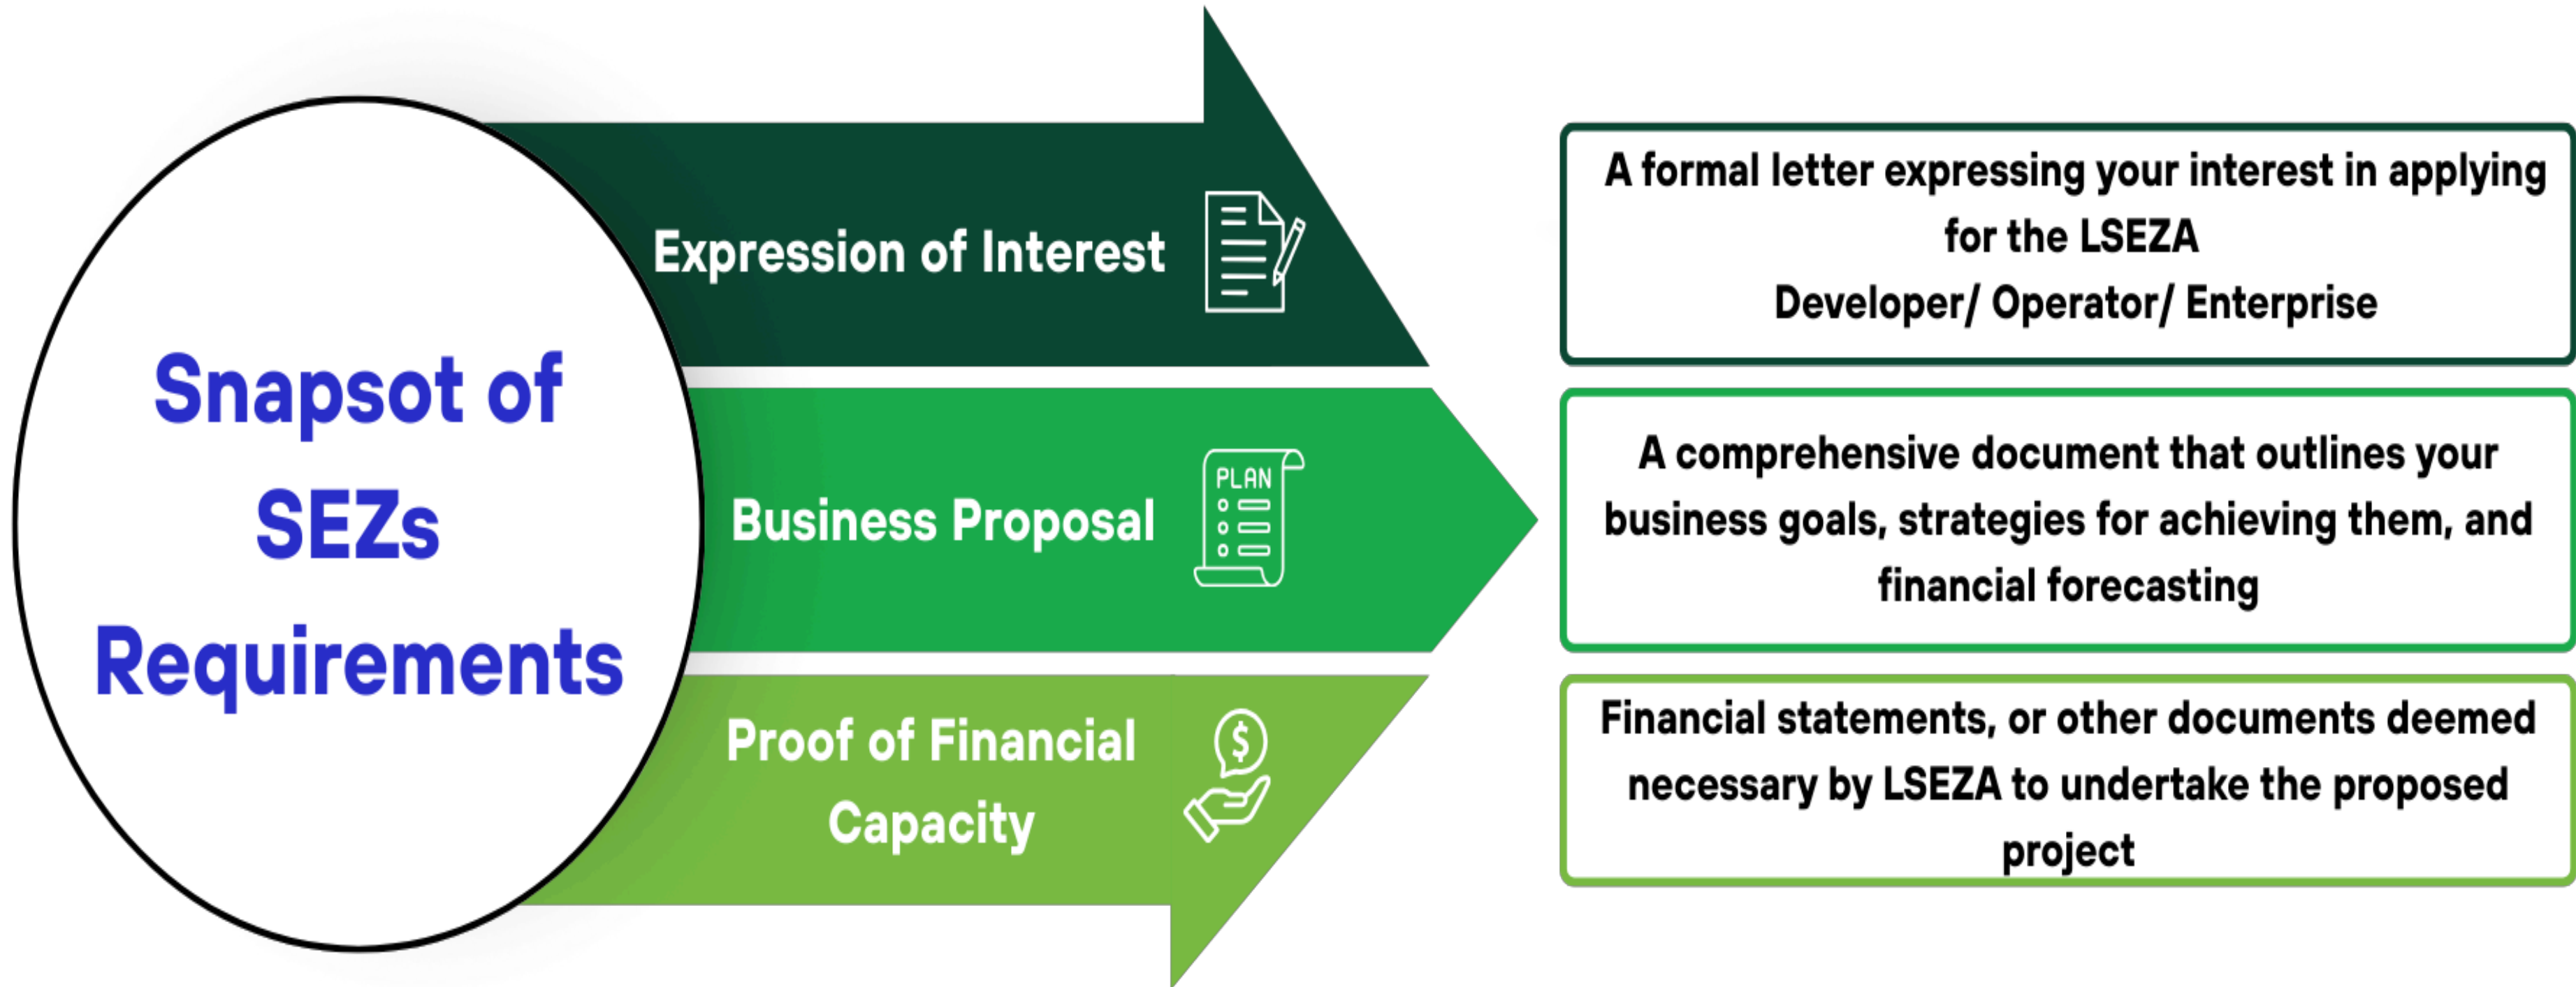 Snapsot of
SEZs
Requirements
Expression of Interest
A formal letter expressing your interest in applying
for the LSEZA
Developer/ Operator/ Enterprise
Business Proposal
PLAN
A comprehensive document that outlines your
business goals, strategies for achieving them, and
financial forecasting
Proof of Financial
Capacity
$
Financial statements, or other documents deemed
necessary by LSEZA to undertake the proposed
project